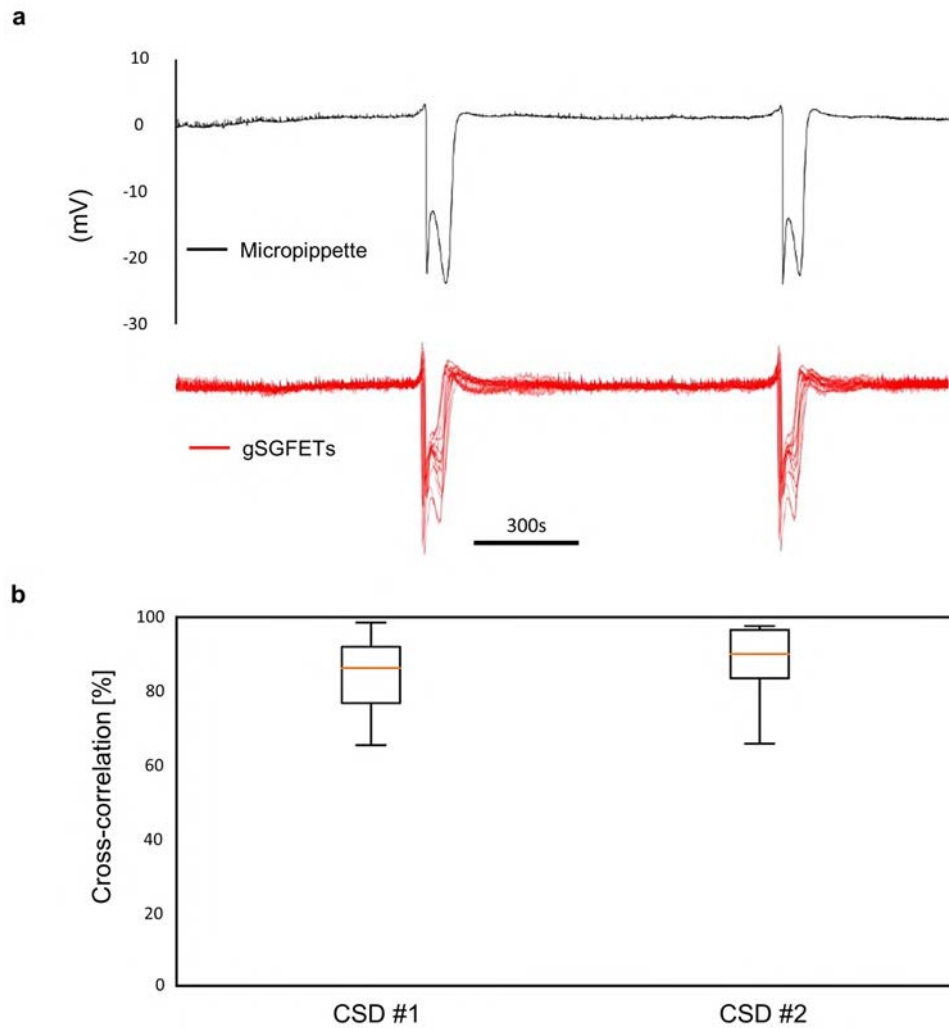 a
10
0
-10
-20
-30
(mV)
Micropippette
gSGFETs
300s
b
100
80
60
40
20
0
Cross-correlation [%]
CSD #1
CSD #2